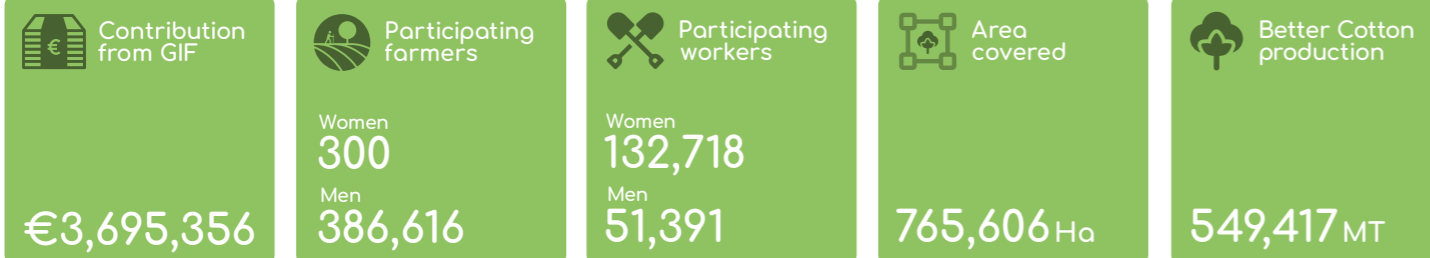 Contribution
from GIF
€3,695,356
Participating
farmers
Women
300
Men
386,616
Participating
workers
Women
132,718
Men
51,391
Area
covered
765,606 Ha
Better Cotton
production
549,417 MT